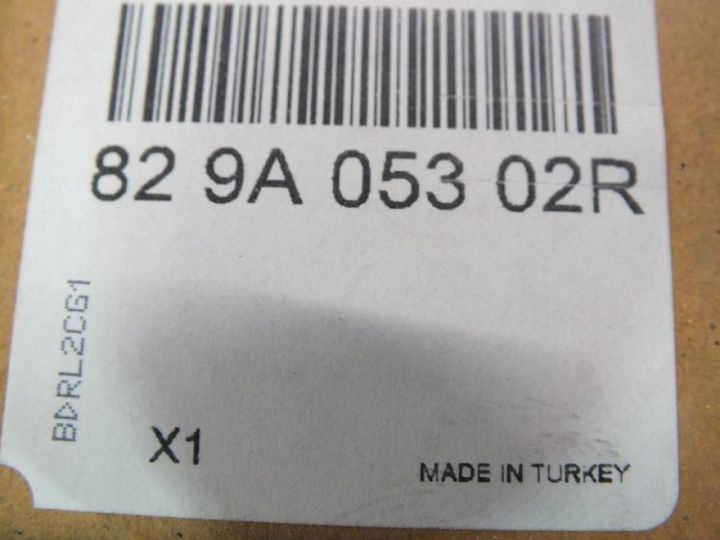 82 9A 053 02R
BDRL2CG1
X1
MADE IN TURKEY